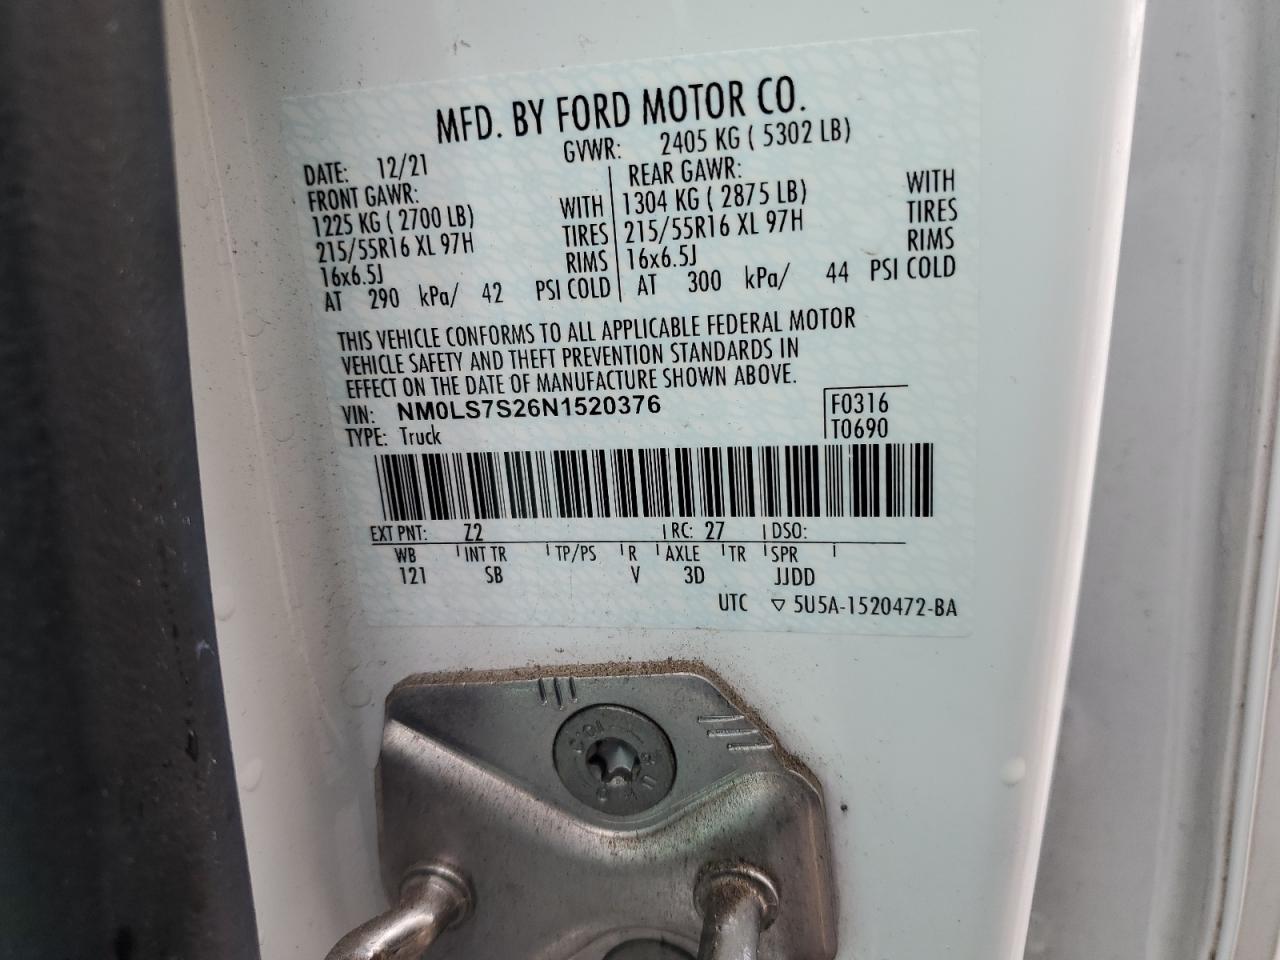 MFD. BY FORD MOTOR CO.
DATE: 12/21 GVWR: 2405 KG ( 5302 LB)
FRONT GAWR: REAR GAWR:
1225 KG ( 2700 LB) WITH 1304 KG ( 2875 LB) WITH
215/55R16 XL 97H TIRES 215/55R16 XL 97H TIRES
16x6.5J RIMS 16x6.5J RIMS
AT 290 kPa/ 42 PSI COLD AT 300 kPa/ 44 PSI COLD
THIS VEHICLE CONFORMS TO ALL APPLICABLE FEDERAL MOTOR
VEHICLE SAFETY AND THEFT PREVENTION STANDARDS IN
EFFECT ON THE DATE OF MANUFACTURE SHOWN ABOVE.
VIN: NM0LS7S26N1520376 F0316
TYPE: Truck T0690
EXT PNT: Z2 RC: 27 DSO:
WB INT TR TP/PS R AXLE TR SPR
121 SB V 3D JJDD
UTC ▽ 5U5A-1520472-BA